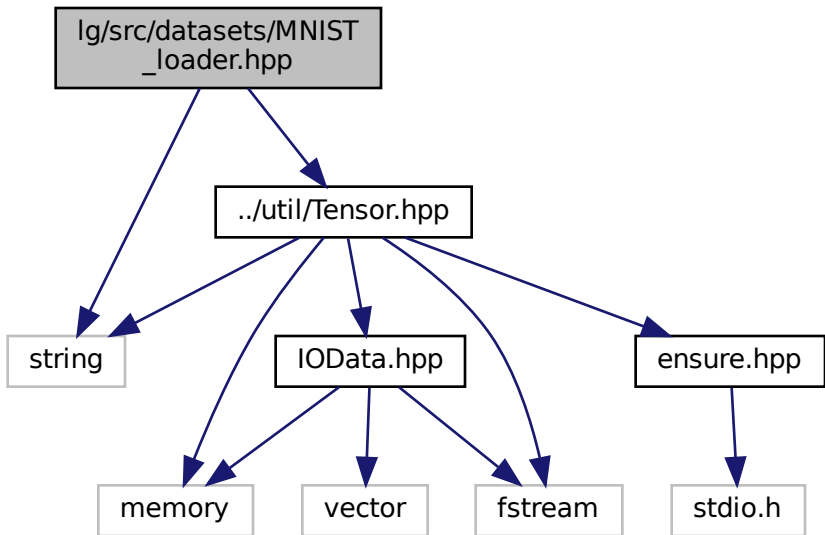 lg/src/datasets/MNIST
_loader.hpp
../util/Tensor.hpp
string
IOData.hpp
ensure.hpp
memory
vector
fstream
stdio.h